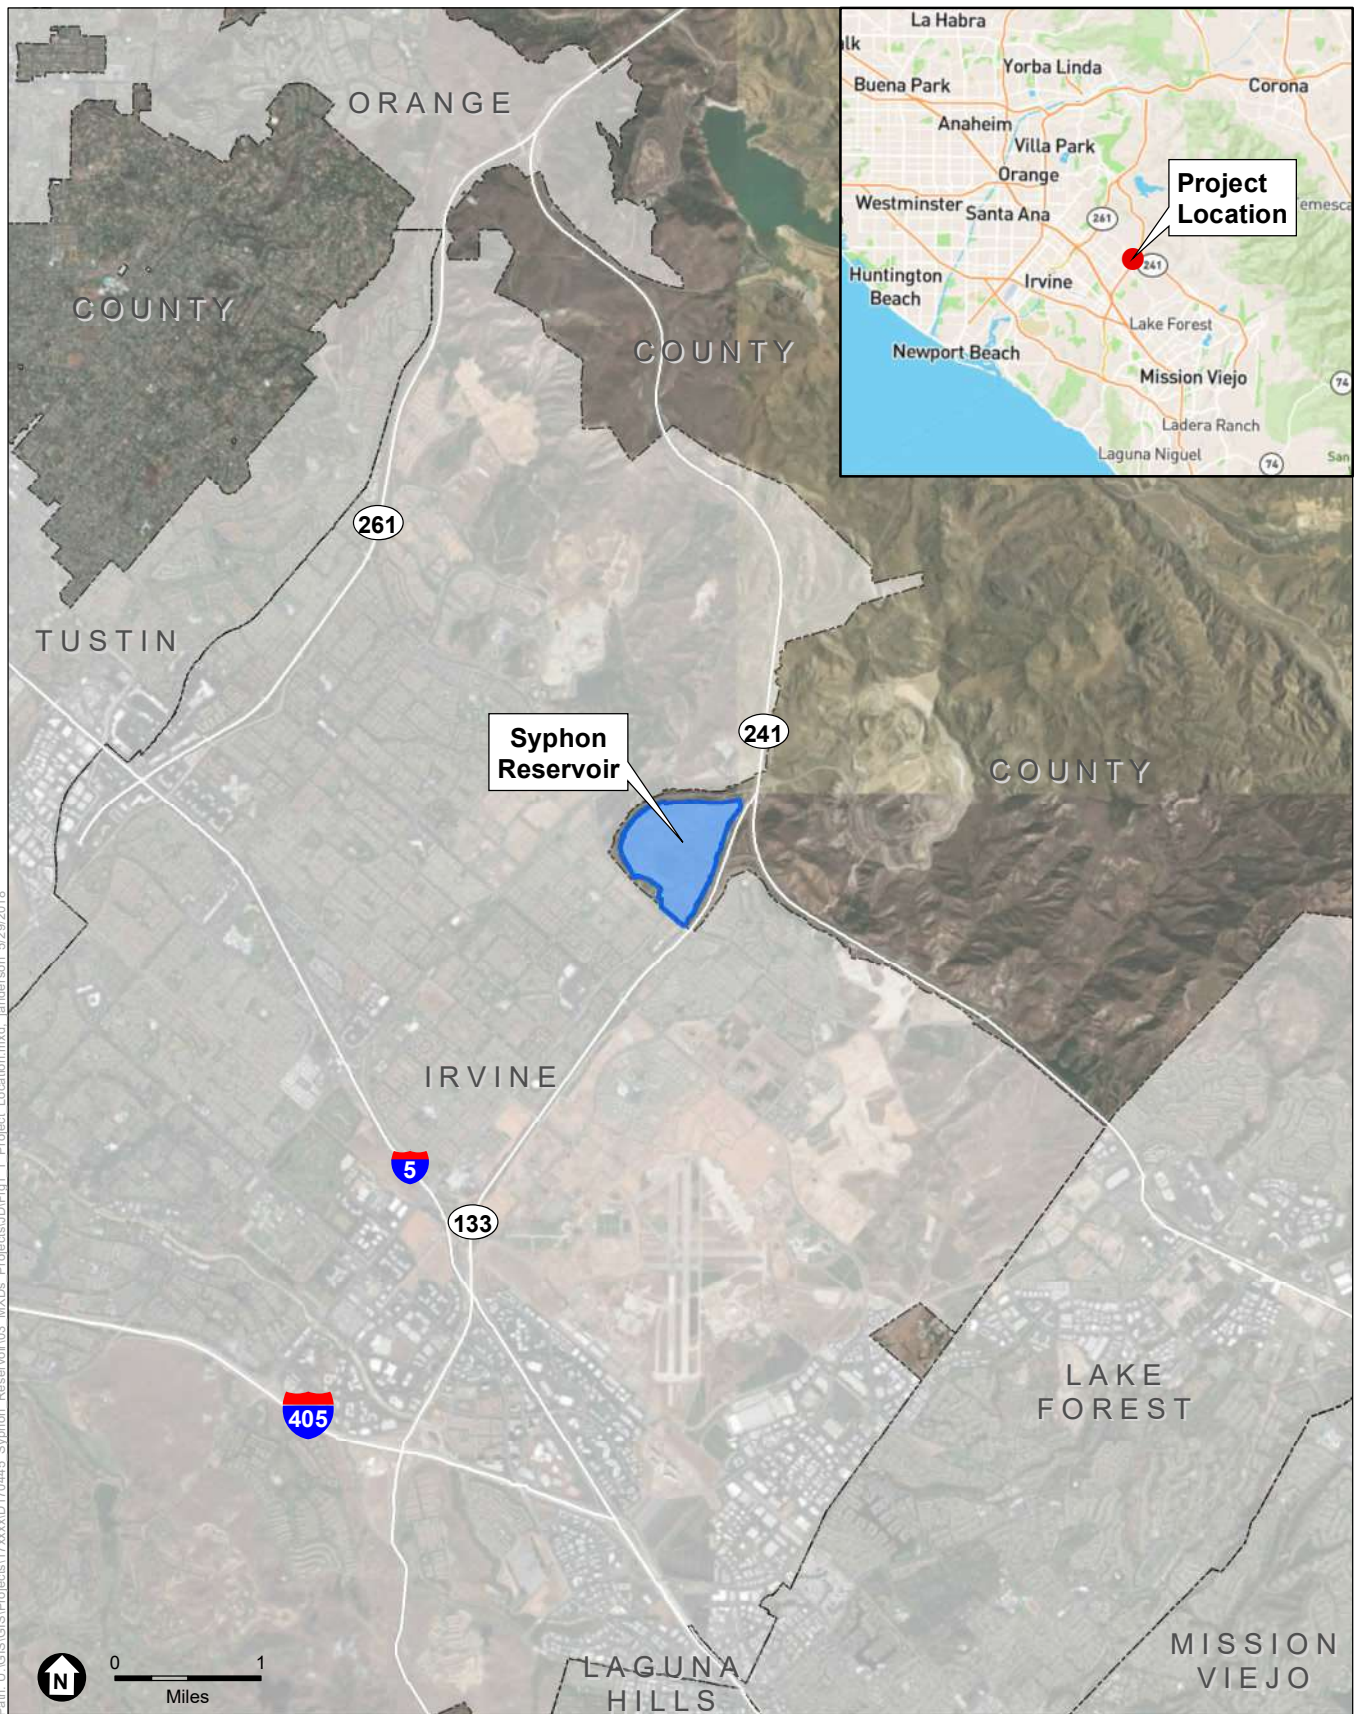 ORANGE
COUNTY
COUNTY
261
TUSTIN
Syphon
Reservoir
241
COUNTY
IRVINE
5
133
405
LAKE
FOREST
MISSION
VIEJO
LAGUNA
HILLS
N
0 1
Miles
La Habra
Yorba Linda
Buena Park
Corona
Anaheim
Villa Park
Orange
Project
Location
Westminster
Santa Ana
261
241
Huntington
Beach
Irvine
Lake Forest
Newport Beach
Mission Viejo
74
Ladera Ranch
Laguna Niguel
74
San